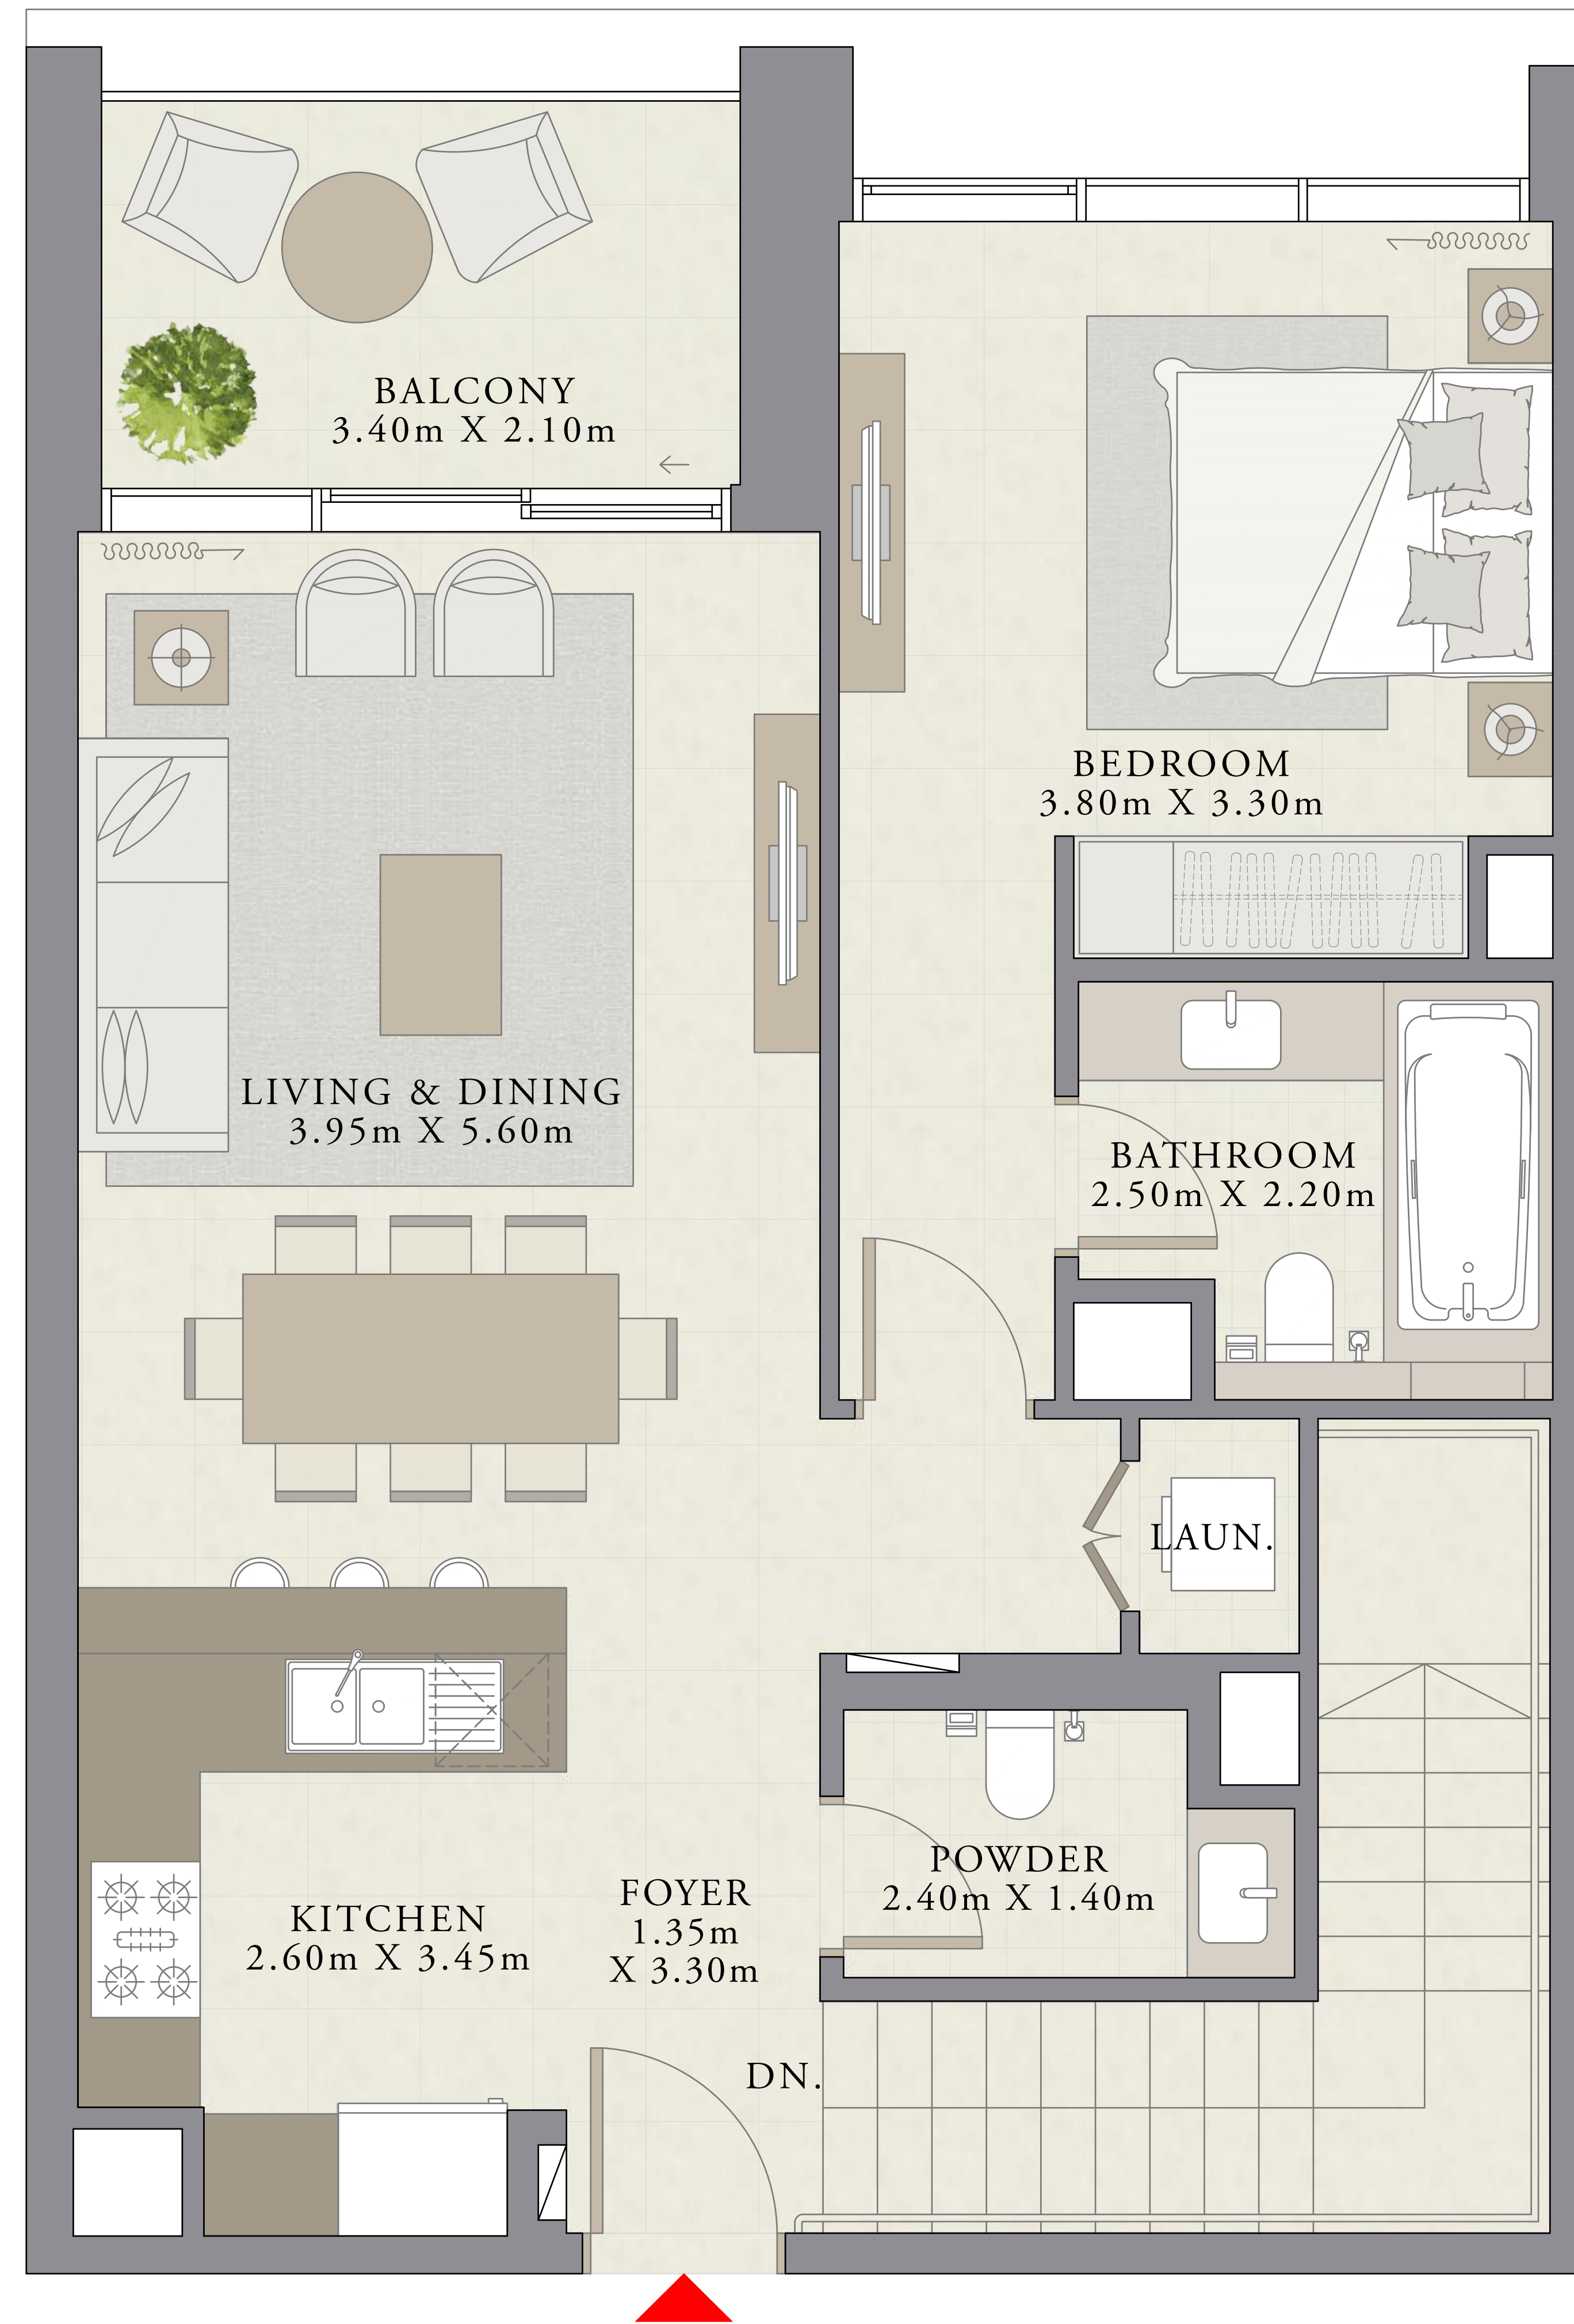 BALCONY
3.40m X 2.10m
BEDROOM
3.80m X 3.30m
LIVING & DINING
3.95m X 5.60m
BATHROOM
2.50m X 2.20m
LAUN.
POWDER
2.40m X 1.40m
FOYER
1.35m
X 3.30m
KITCHEN
2.60m X 3.45m
DN.